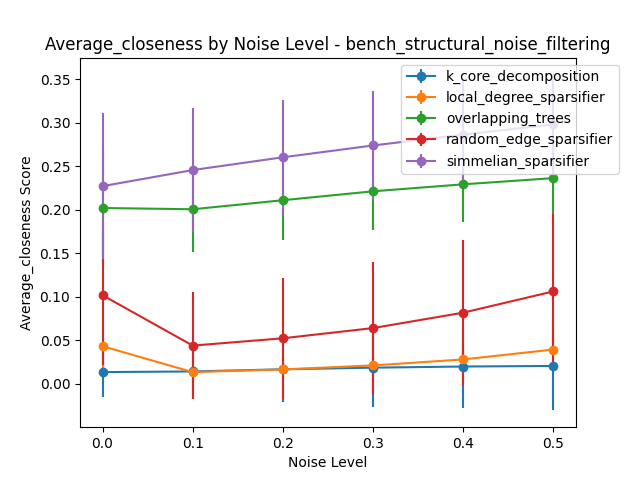 Average_closeness by Noise Level - bench_structural_noise_filtering
Average_closeness Score
0.35
0.30
0.25
0.20
0.15
0.10
0.05
0.00
k_core_decomposition
local_degree_sparsifier
overlapping_trees
random_edge_sparsifier
simmelian_sparsifier
0.0 0.1 0.2 0.3 0.4 0.5
Noise Level